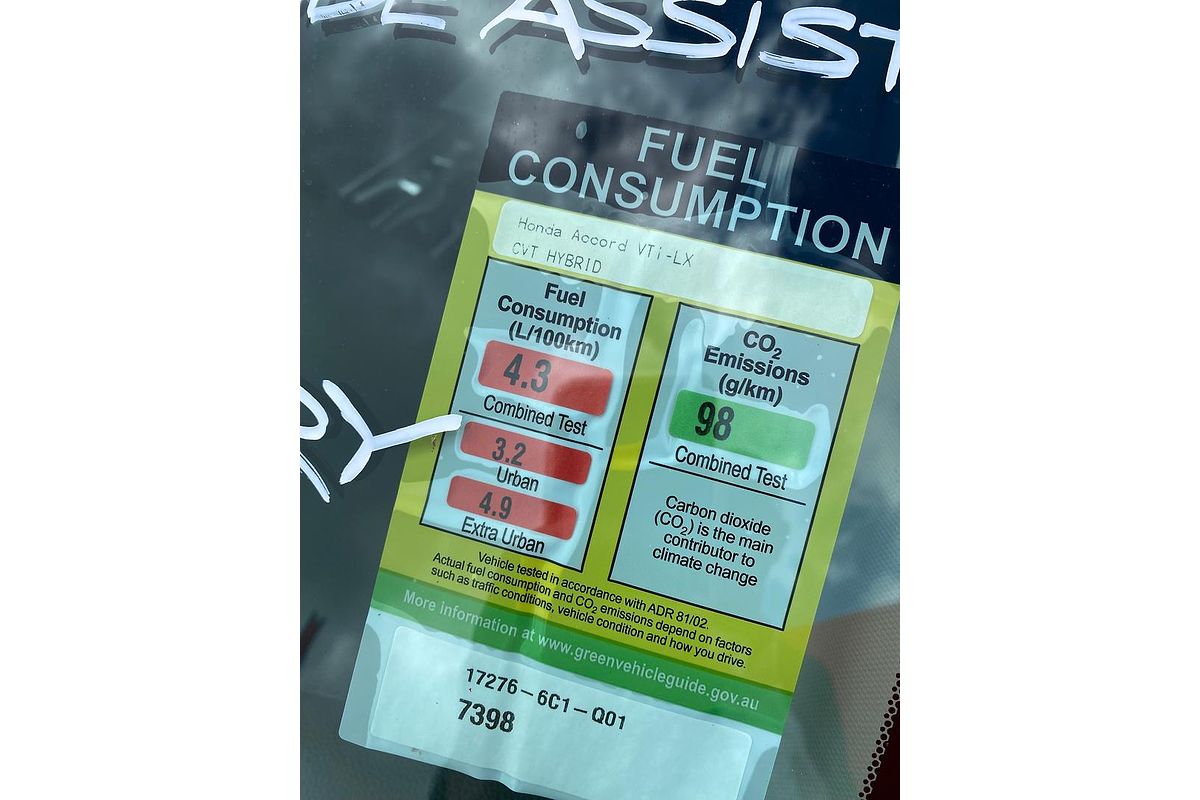 ASSIST
FUEL
CONSUMPTION
Honda Accord VTi-LX
CVT HYBRID
Fuel
Consumption
(L/100km)
4.3
Combined Test
3.2
Urban
4.9
Extra Urban
CO₂
Emissions
(g/km)
98
Combined Test
Carbon dioxide
(CO₂) is the main
contributor to
climate change
Vehicle tested in accordance with ADR 81/02.
Actual fuel consumption and CO₂ emissions depend on factors
such as traffic conditions, vehicle condition and how you drive.
More information at www.greenvehicleguide.gov.au
17276-6C1-Q01
7398